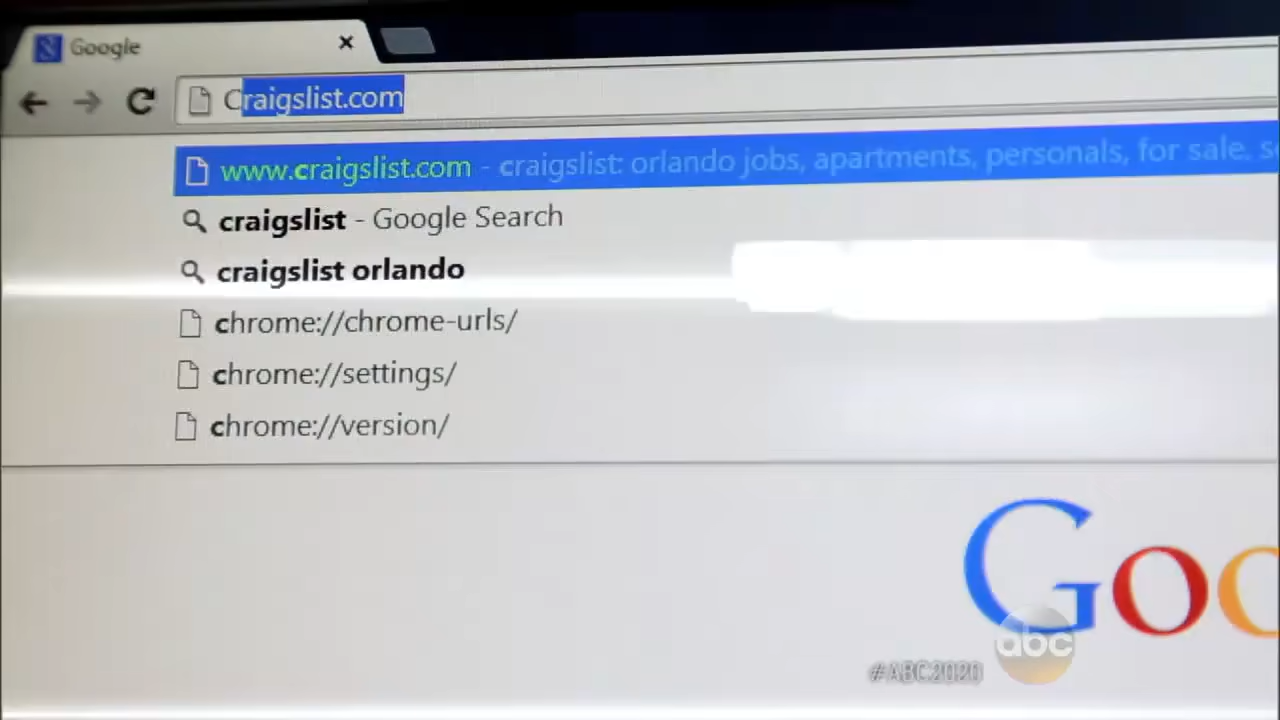 Google
Craigslist.com
www.craigslist.com - craigslist: orlando jobs, apartments, personals, for sale, s
craigslist - Google Search
craigslist orlando
chrome://chrome-urls/
chrome://settings/
chrome://version/
Goo
abc
#ABC2020